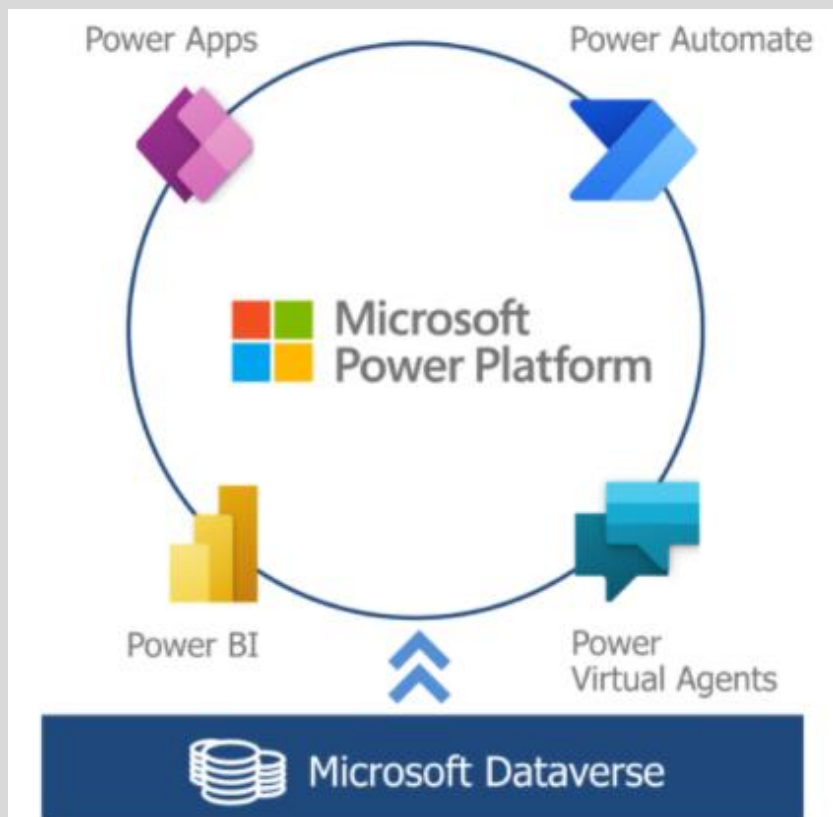 Power Apps
Power Automate
Microsoft
Power Platform
Power BI
Power
Virtual Agents
Microsoft Dataverse